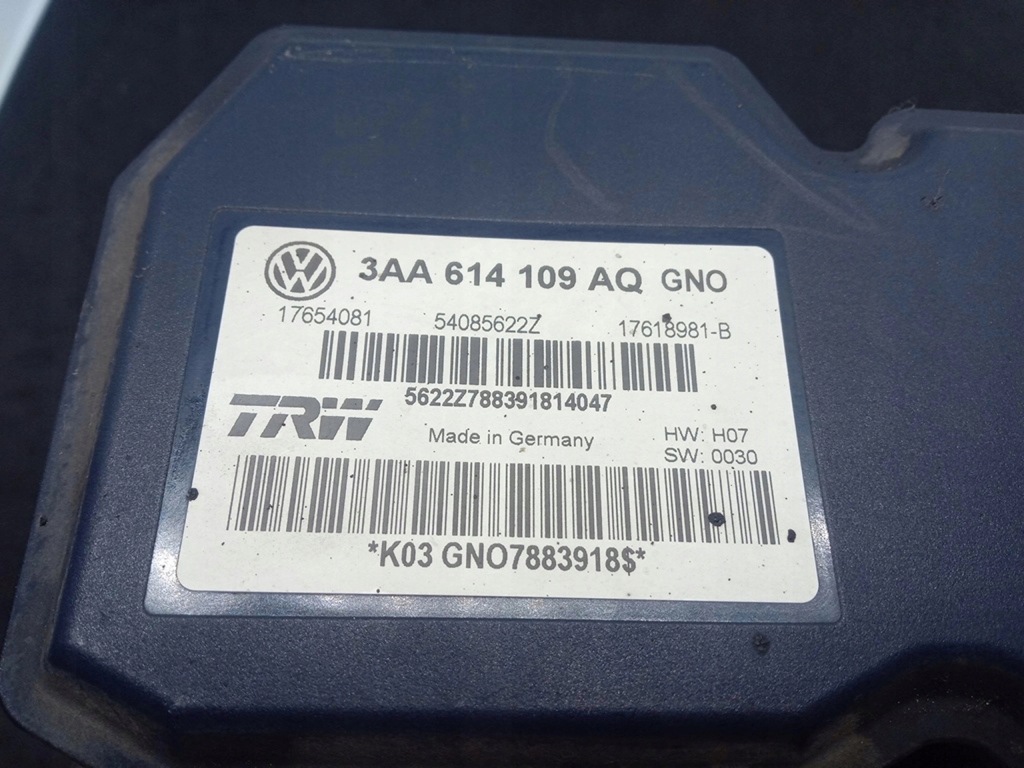 3AA 614 109 AQ GNO
17654081 54085622Z 17618981-B
5622Z788391814047
TRW Made in Germany HW: H07
SW: 0030
*K03 GNO7883918$*